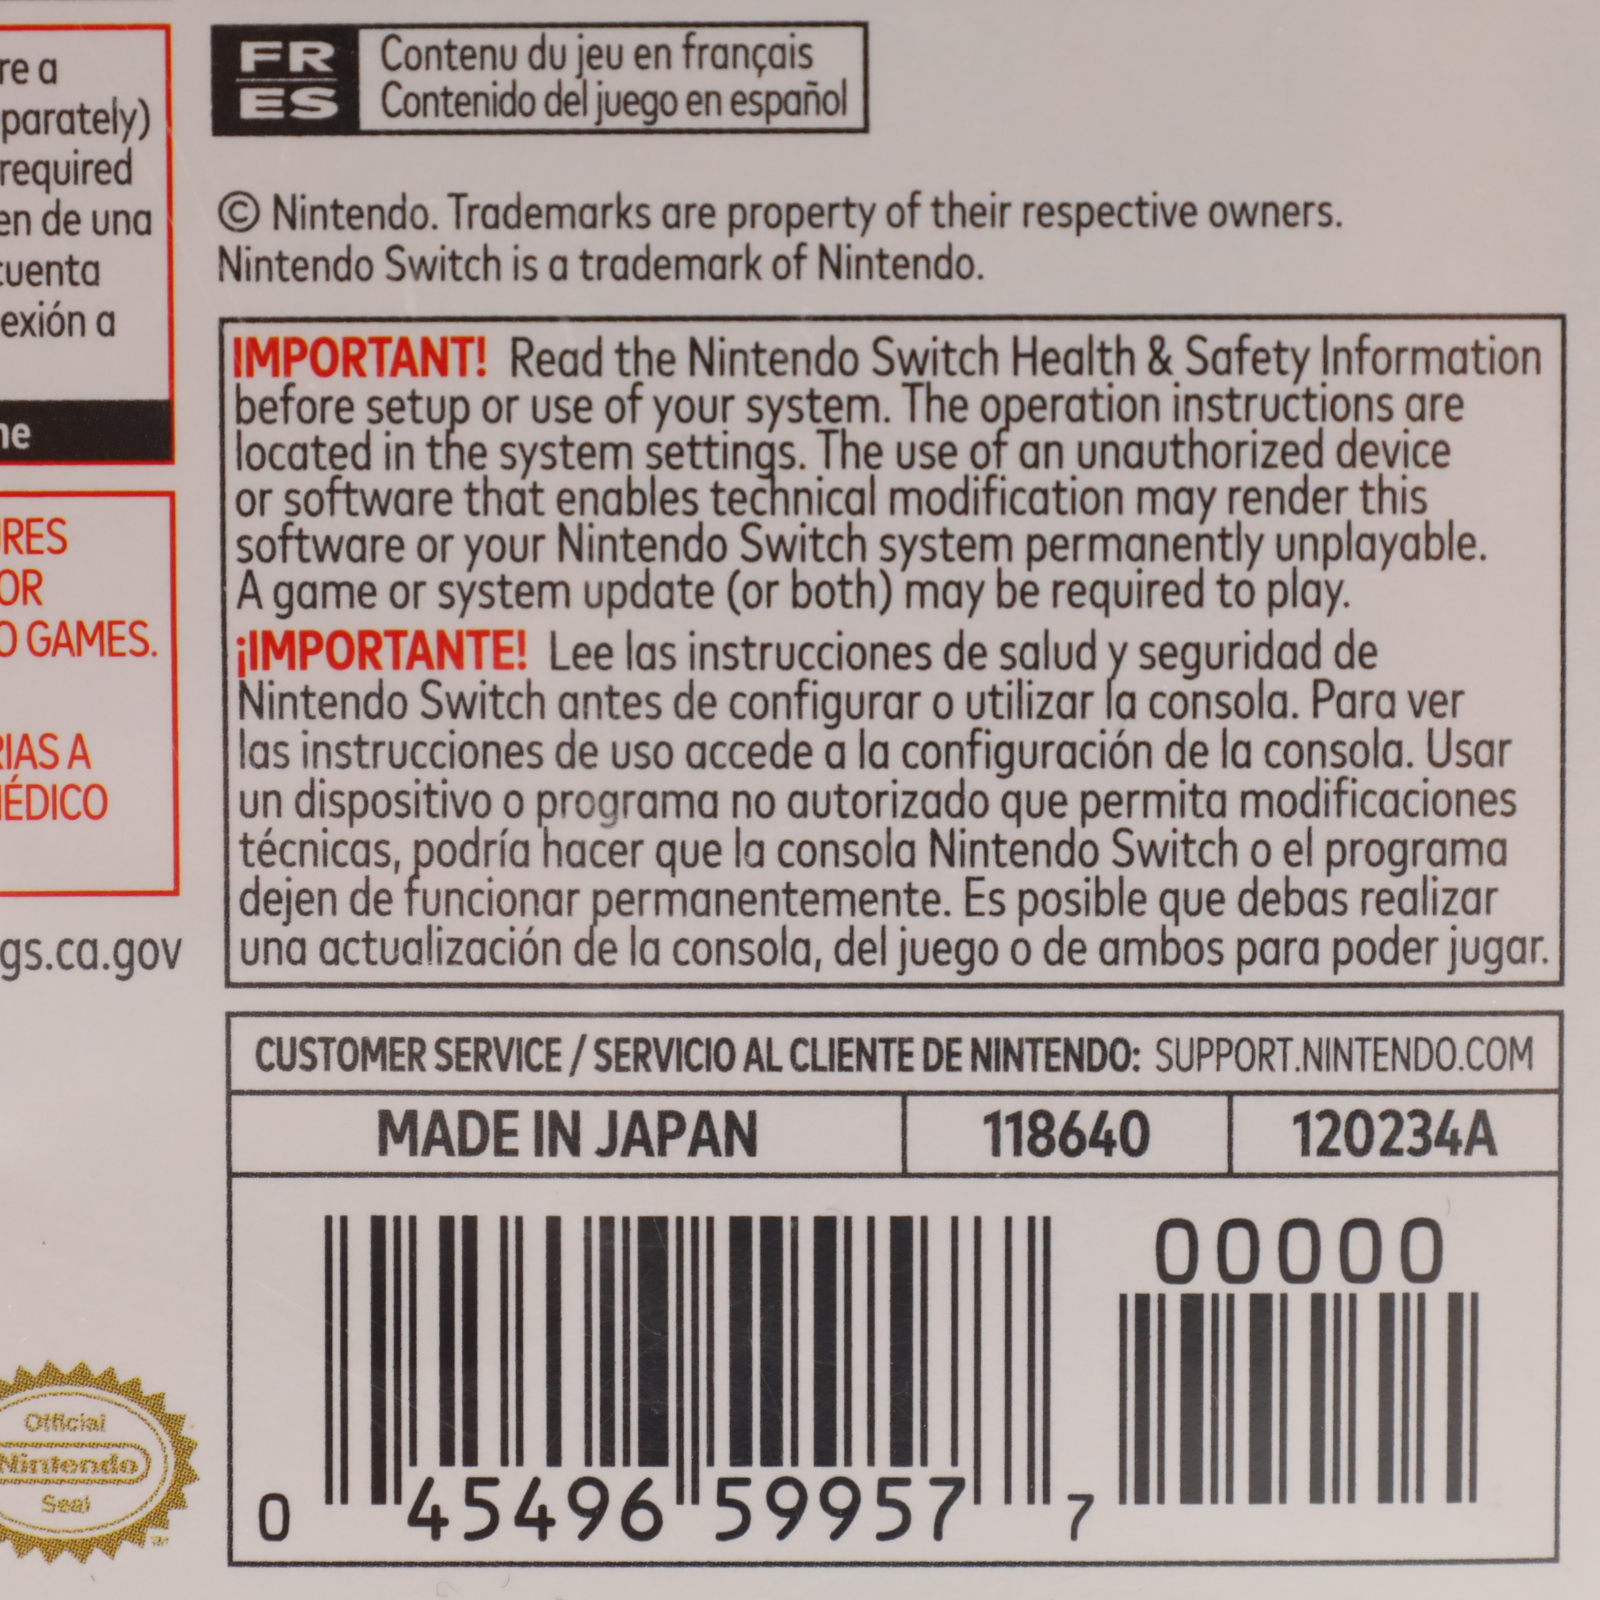 re a
parately)
required
en de una
cuenta
exión a
ne
RES
OR
O GAMES.
RIAS A
MÉDICO
gs.ca.gov
Official
Nintendo
Seal
TM
FR
ES
Contenu du jeu en français
Contenido del juego en español
© Nintendo. Trademarks are property of their respective owners.
Nintendo Switch is a trademark of Nintendo.
IMPORTANT! Read the Nintendo Switch Health & Safety Information
before setup or use of your system. The operation instructions are
located in the system settings. The use of an unauthorized device
or software that enables technical modification may render this
software or your Nintendo Switch system permanently unplayable.
A game or system update (or both) may be required to play.
¡IMPORTANTE! Lee las instrucciones de salud y seguridad de
Nintendo Switch antes de configurar o utilizar la consola. Para ver
las instrucciones de uso accede a la configuración de la consola. Usar
un dispositivo o programa no autorizado que permita modificaciones
técnicas, podría hacer que la consola Nintendo Switch o el programa
dejen de funcionar permanentemente. Es posible que debas realizar
una actualización de la consola, del juego o de ambos para poder jugar.
CUSTOMER SERVICE / SERVICIO AL CLIENTE DE NINTENDO: SUPPORT.NINTENDO.COM
MADE IN JAPAN 118640 120234A
00000
0 45496 59957 7